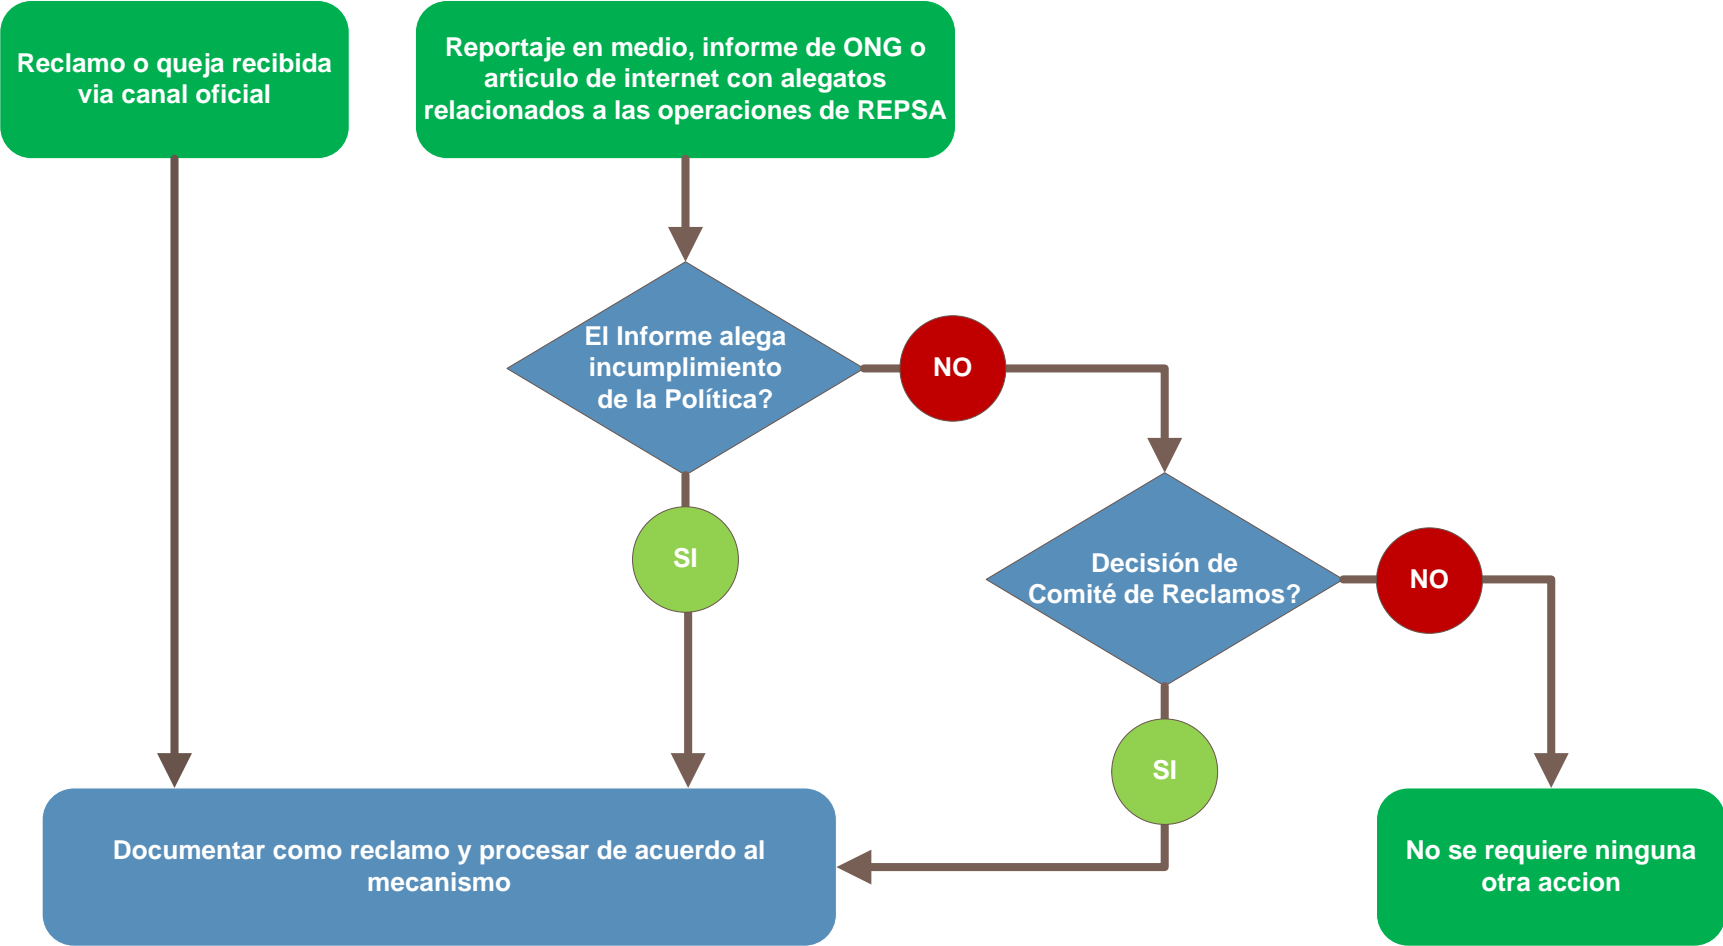 Reclamo o queja recibida
via canal oficial
Reportaje en medio, informe de ONG o
articulo de internet con alegatos
relacionados a las operaciones de REPSA
El Informe alega
incumplimiento
de la Política?
NO
SI
Decisión de
Comité de Reclamos?
NO
SI
Documentar como reclamo y procesar de acuerdo al
mecanismo
No se requiere ninguna
otra accion